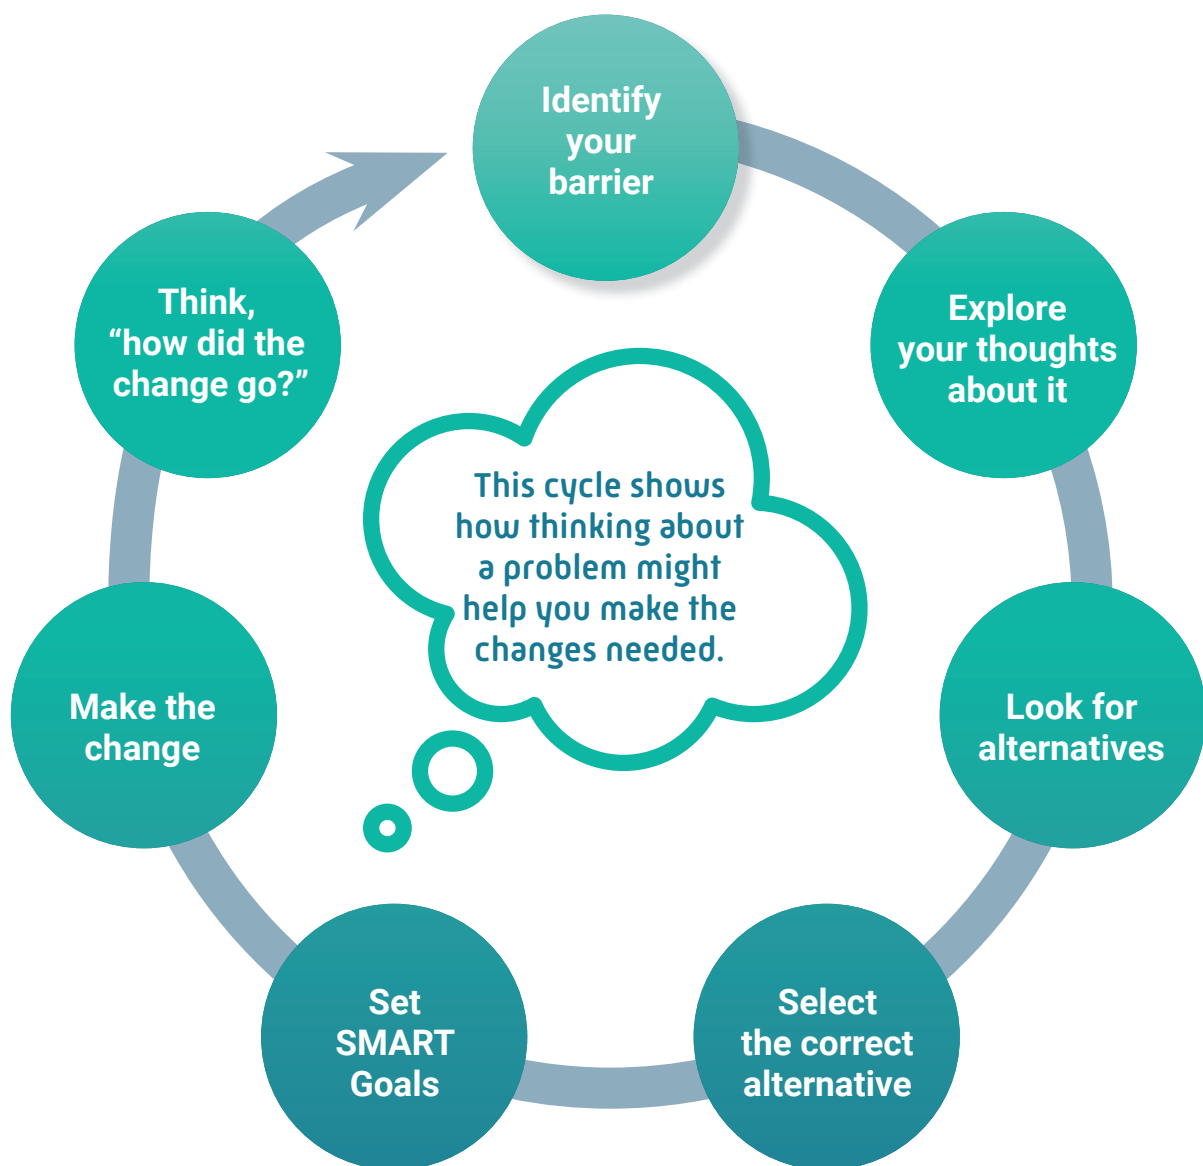 Identify
your
barrier
Explore
your thoughts
about it
Look for
alternatives
Select
the correct
alternative
Set
SMART
Goals
Make the
change
Think,
“how did the
change go?”
This cycle shows
how thinking about
a problem might
help you make the
changes needed.